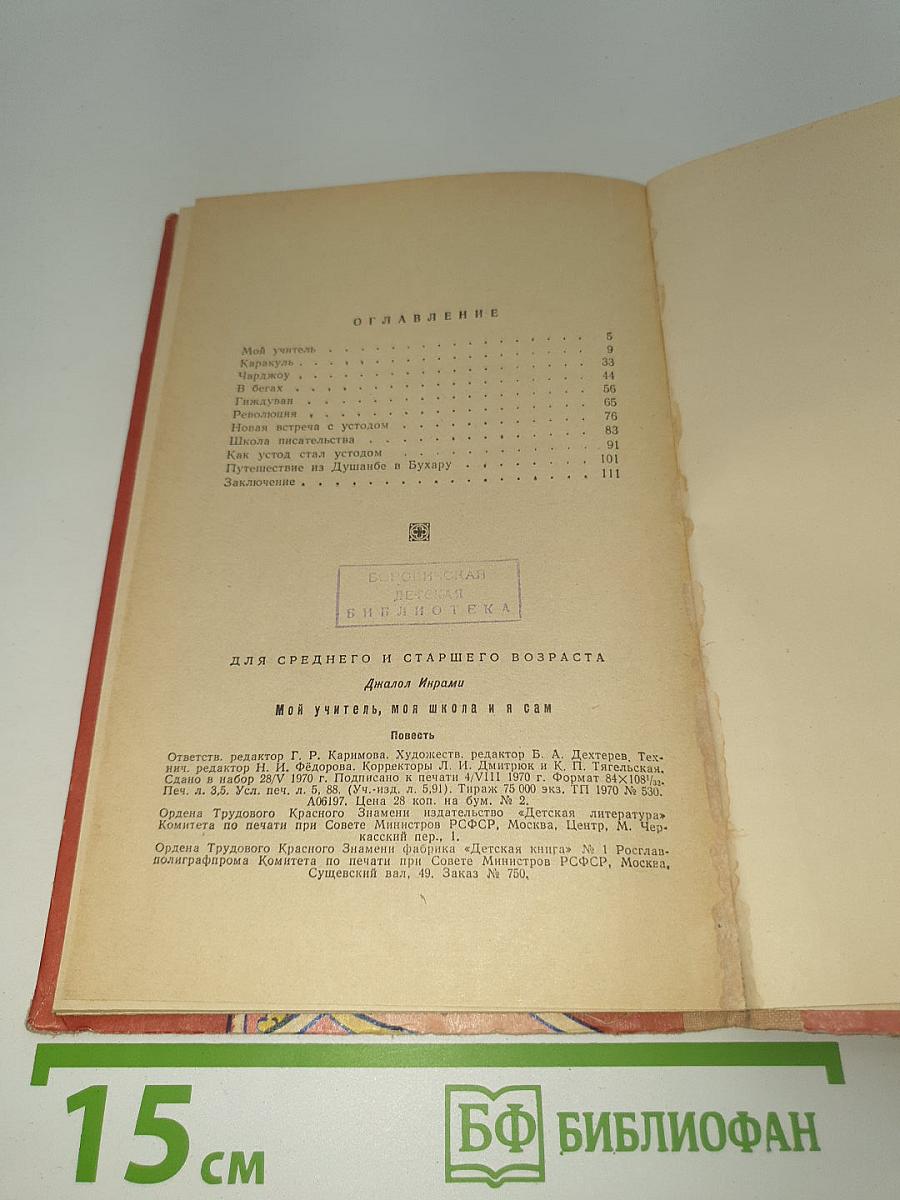 ОГЛАВЛЕНИЕ
Мой учитель . . . . . . . . . . . . . . . . 5
Каракуль . . . . . . . . . . . . . . . . 9
Чарджоу . . . . . . . . . . . . . . . . 33
В бегах . . . . . . . . . . . . . . . . 44
Гиждуван . . . . . . . . . . . . . . . . 56
Революция . . . . . . . . . . . . . . . . 65
Новая встреча с устодом . . . . . . . . . . 76
Школа писательства . . . . . . . . . . . . 83
Как устод стал устодом . . . . . . . . . . 91
Путешествие из Душанбе в Бухару . . . . . . . 101
Заключение . . . . . . . . . . . . . . . . 111
БОРОВИЧСКАЯ
ДЕТСКАЯ
БИБЛИОТЕКА
ДЛЯ СРЕДНЕГО И СТАРШЕГО ВОЗРАСТА
Джалол Икрами
Мой учитель, моя школа и я сам
Повесть
Ответств. редактор Г. Р. Каримова. Художеств. редактор Б. А. Дехтерев. Тех-
нич. редактор Н. И. Фёдорова. Корректоры Л. И. Дмитрюк и К. П. Тягельская.
Сдано в набор 28/V 1970 г. Подписано к печати 4/VIII 1970 г. Формат 84×108¹/₃₂.
Печ. л. 3,5. Усл. печ. л. 5, 88. (Уч.-изд. л. 5,91). Тираж 75 000 экз. ТП 1970 № 530.
А06197. Цена 28 коп. на бум. № 2.
Ордена Трудового Красного Знамени издательство «Детская литература»
Комитета по печати при Совете Министров РСФСР, Москва, Центр, М. Чер-
касский пер., 1.
Ордена Трудового Красного Знамени фабрика «Детская книга» № 1 Росглав-
полиграфпрома Комитета по печати при Совете Министров РСФСР, Москва,
Сущевский вал, 49. Заказ № 750.
15 см
БФ БИБЛИОФАН